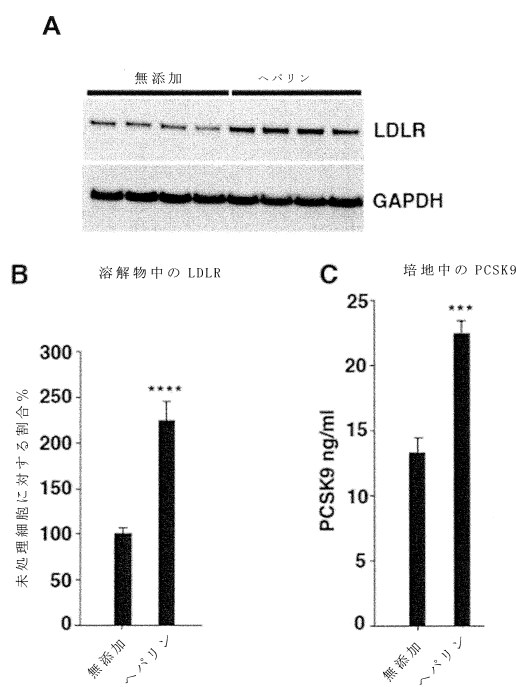 A
無添加
ヘパリン
LDLR
GAPDH
B
溶解物中の LDLR
未処理細胞に対する割合%
300
250
200
150
100
50
0
****
無添加
ヘパリン
C
培地中の PCSK9
PCSK9 ng/ml
25
20
15
10
5
0
***
無添加
ヘパリン